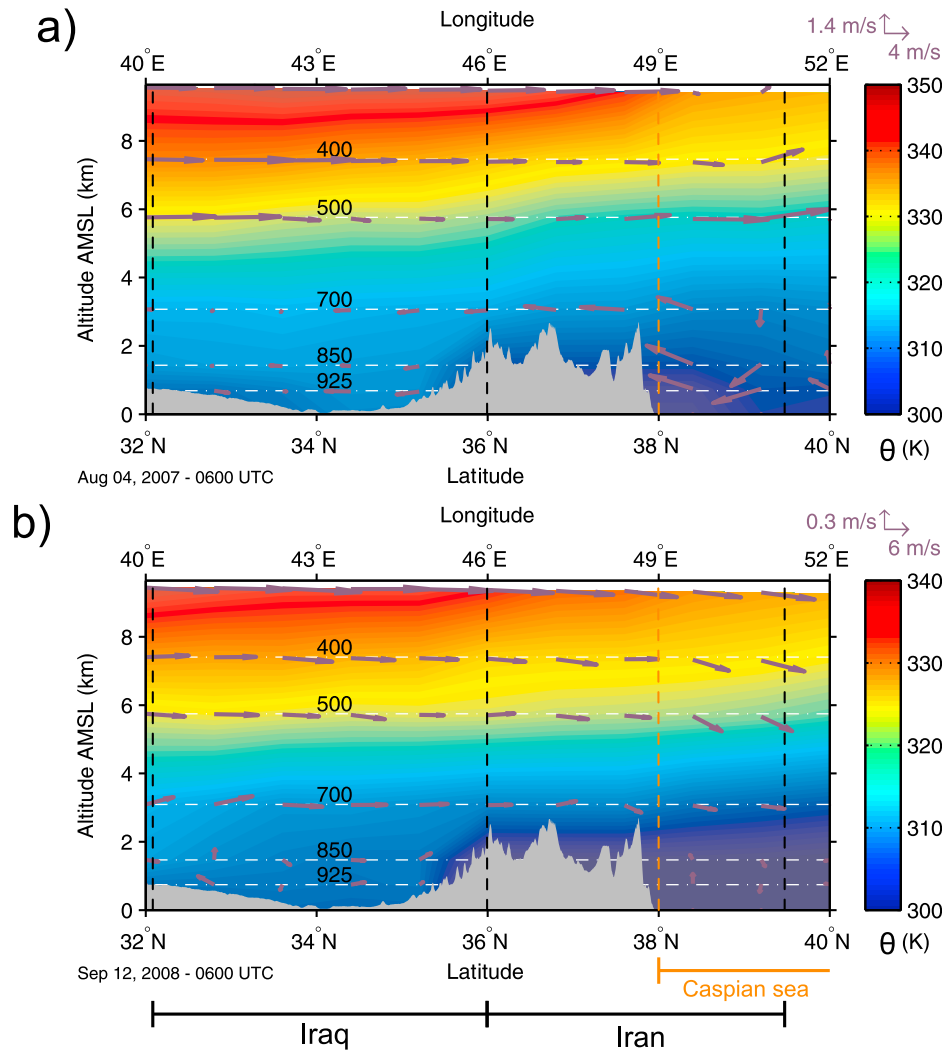 a)
Longitude
1.4 m/s
4 m/s
40°E 43°E 46°E 49°E 52°E
350
340
330
320
310
300
θ (K)
Altitude AMSL (km)
8
6
4
2
0
400
500
700
850
925
32°N 34°N 36°N 38°N 40°N
Aug 04, 2007 - 0600 UTC
Latitude
b)
Longitude
0.3 m/s
6 m/s
40°E 43°E 46°E 49°E 52°E
340
330
320
310
300
θ (K)
Altitude AMSL (km)
8
6
4
2
0
400
500
700
850
925
32°N 34°N 36°N 38°N 40°N
Sep 12, 2008 - 0600 UTC
Latitude
Caspian sea
Iraq
Iran